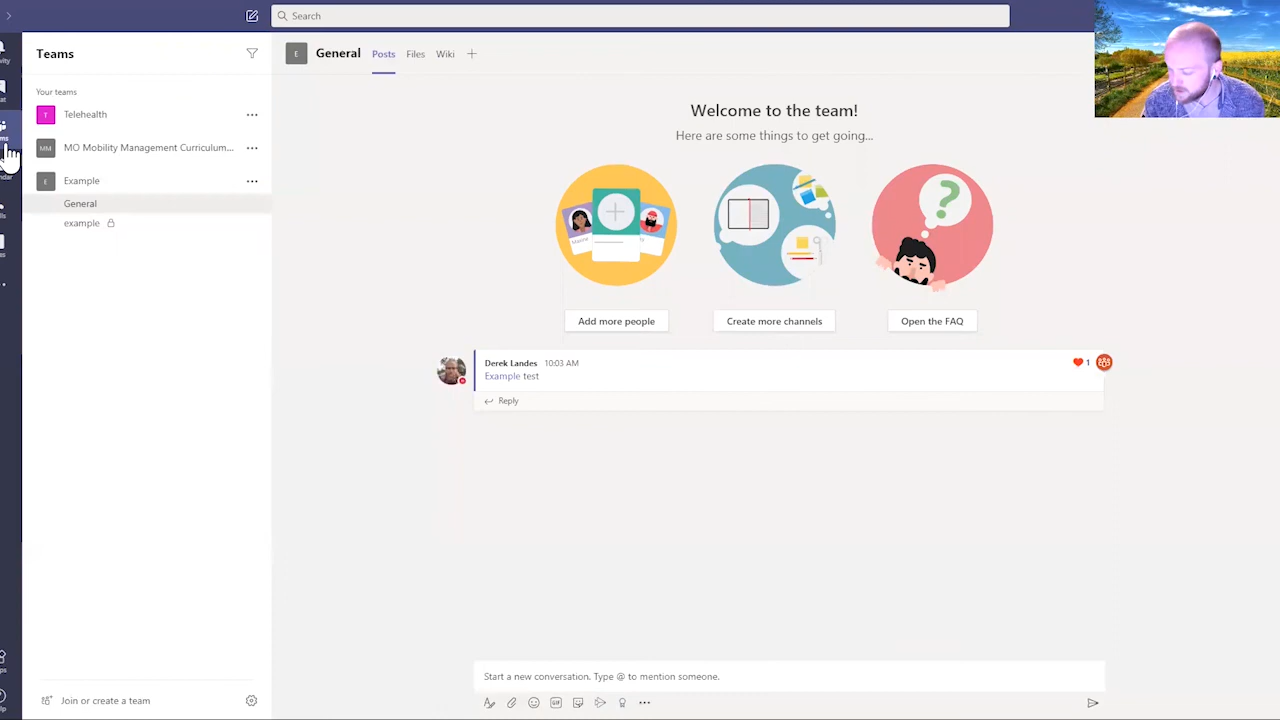 Search
Teams
Your teams
T
Telehealth
MM
MO Mobility Management Curriculum...
E
Example
General
example
E
General
Posts
Files
Wiki
Welcome to the team!
Here are some things to get going...
Add more people
Create more channels
Open the FAQ
Derek Landes 10:03 AM
1
Example test
Reply
Start a new conversation. Type @ to mention someone.
GIF
Join or create a team